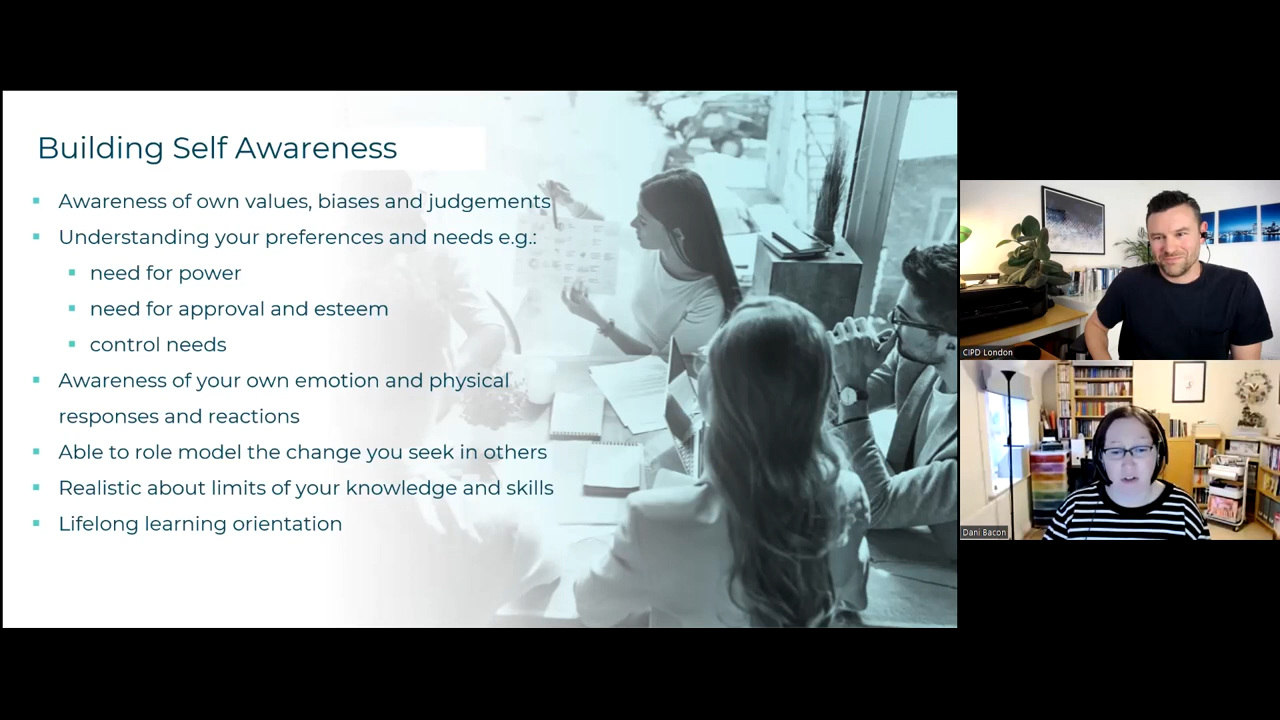 Building Self Awareness
Awareness of own values, biases and judgements
Understanding your preferences and needs e.g.:
need for power
need for approval and esteem
control needs
Awareness of your own emotion and physical
responses and reactions
Able to role model the change you seek in others
Realistic about limits of your knowledge and skills
Lifelong learning orientation
CIPD London
Dani Bacon